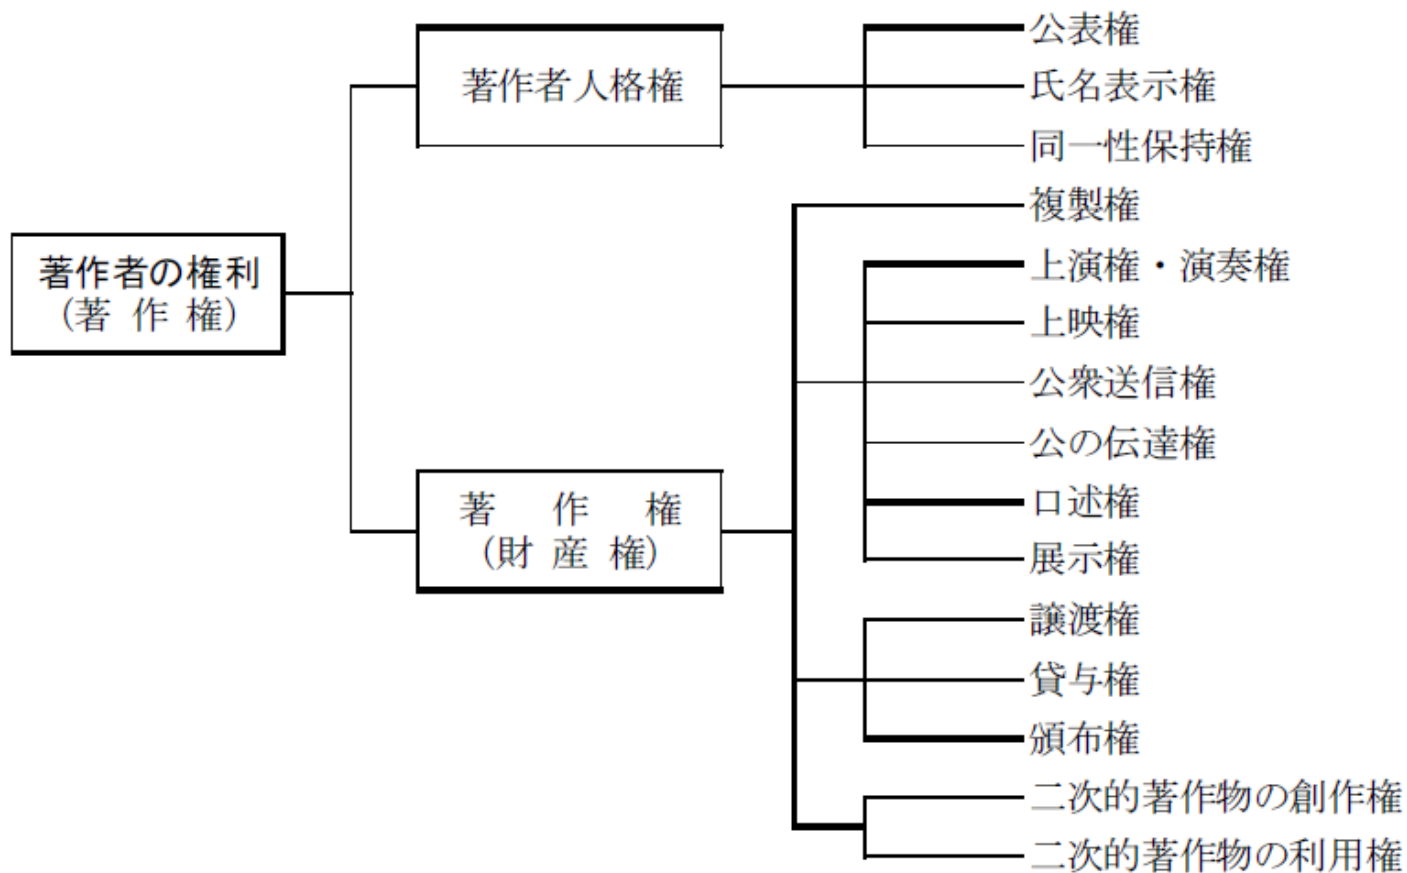 著作者の権利
(著作権)
著作者人格権
公表権
氏名表示権
同一性保持権
著作権
(財産権)
複製権
上演権・演奏権
上映権
公衆送信権
公の伝達権
口述権
展示権
譲渡権
貸与権
頒布権
二次的著作物の創作権
二次的著作物の利用権